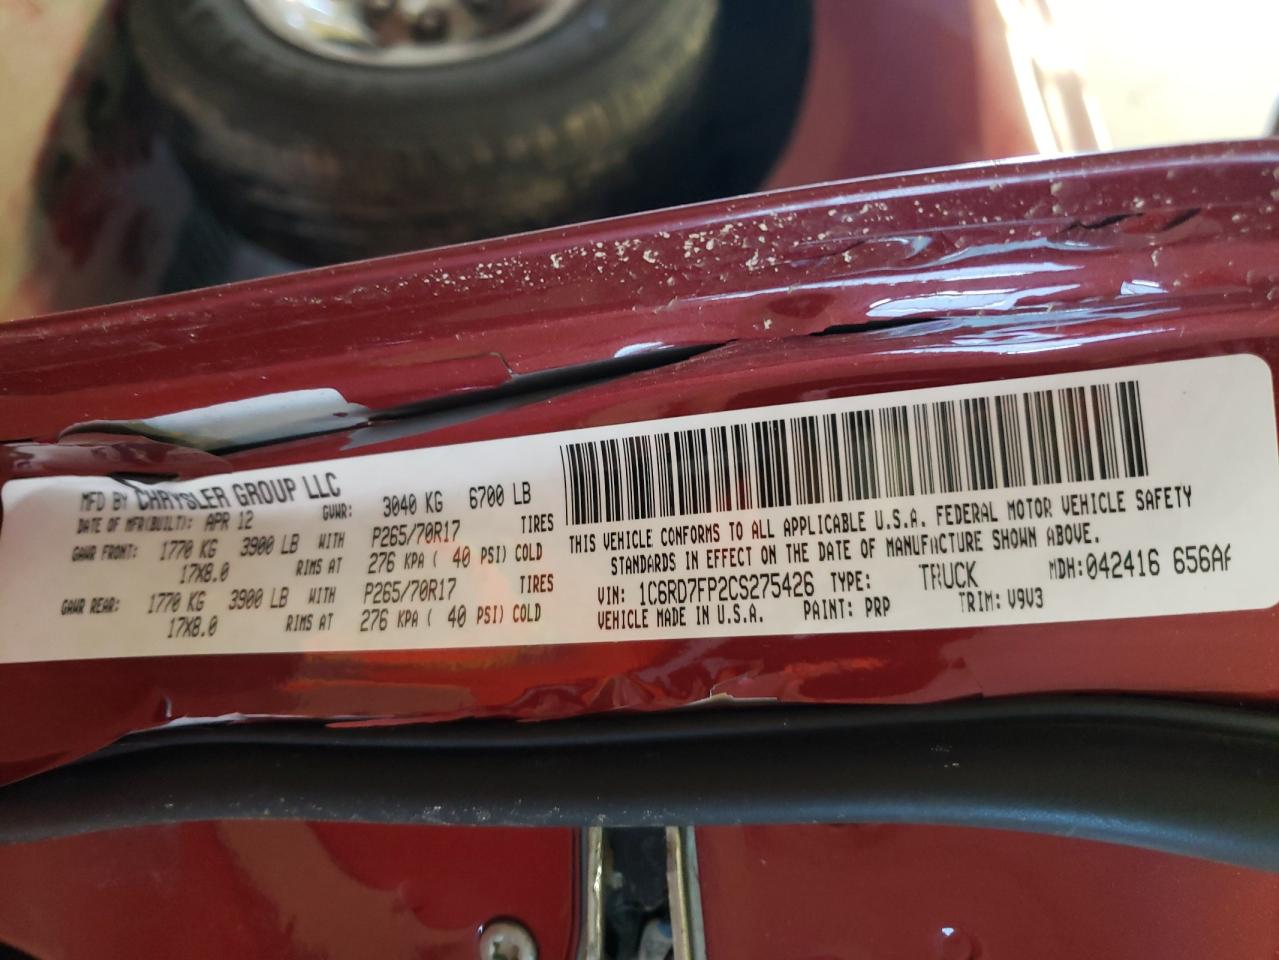 MFD BY CHRYSLER GROUP LLC
DATE OF MFR(BUILT): APR 12 GVWR: 3040 KG 6700 LB
GAWR FRONT: 1770 KG 3900 LB WITH P265/70R17 TIRES
17X8.0 RIMS AT 276 KPA ( 40 PSI) COLD
GAWR REAR: 1770 KG 3900 LB WITH P265/70R17 TIRES
17X8.0 RIMS AT 276 KPA ( 40 PSI) COLD
THIS VEHICLE CONFORMS TO ALL APPLICABLE U.S.A. FEDERAL MOTOR VEHICLE SAFETY
STANDARDS IN EFFECT ON THE DATE OF MANUFACTURE SHOWN ABOVE.
VIN: 1C6RD7FP2CS275426 TYPE: TRUCK MDH:042416 656AF
VEHICLE MADE IN U.S.A. PAINT: PRP TRIM: V9V3